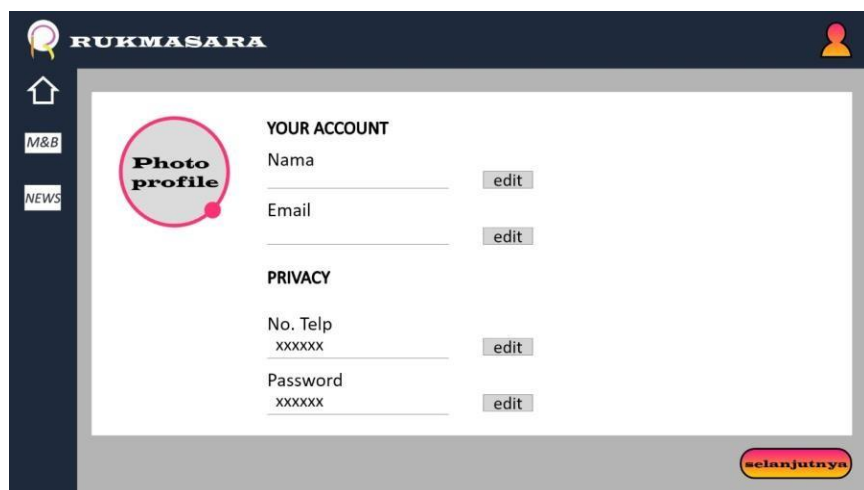 RUKMASARA
M&B
NEWS
Photo
profile
YOUR ACCOUNT
Nama
edit
Email
edit
PRIVACY
No. Telp
xxxxxx
edit
Password
xxxxxx
edit
selanjutnya